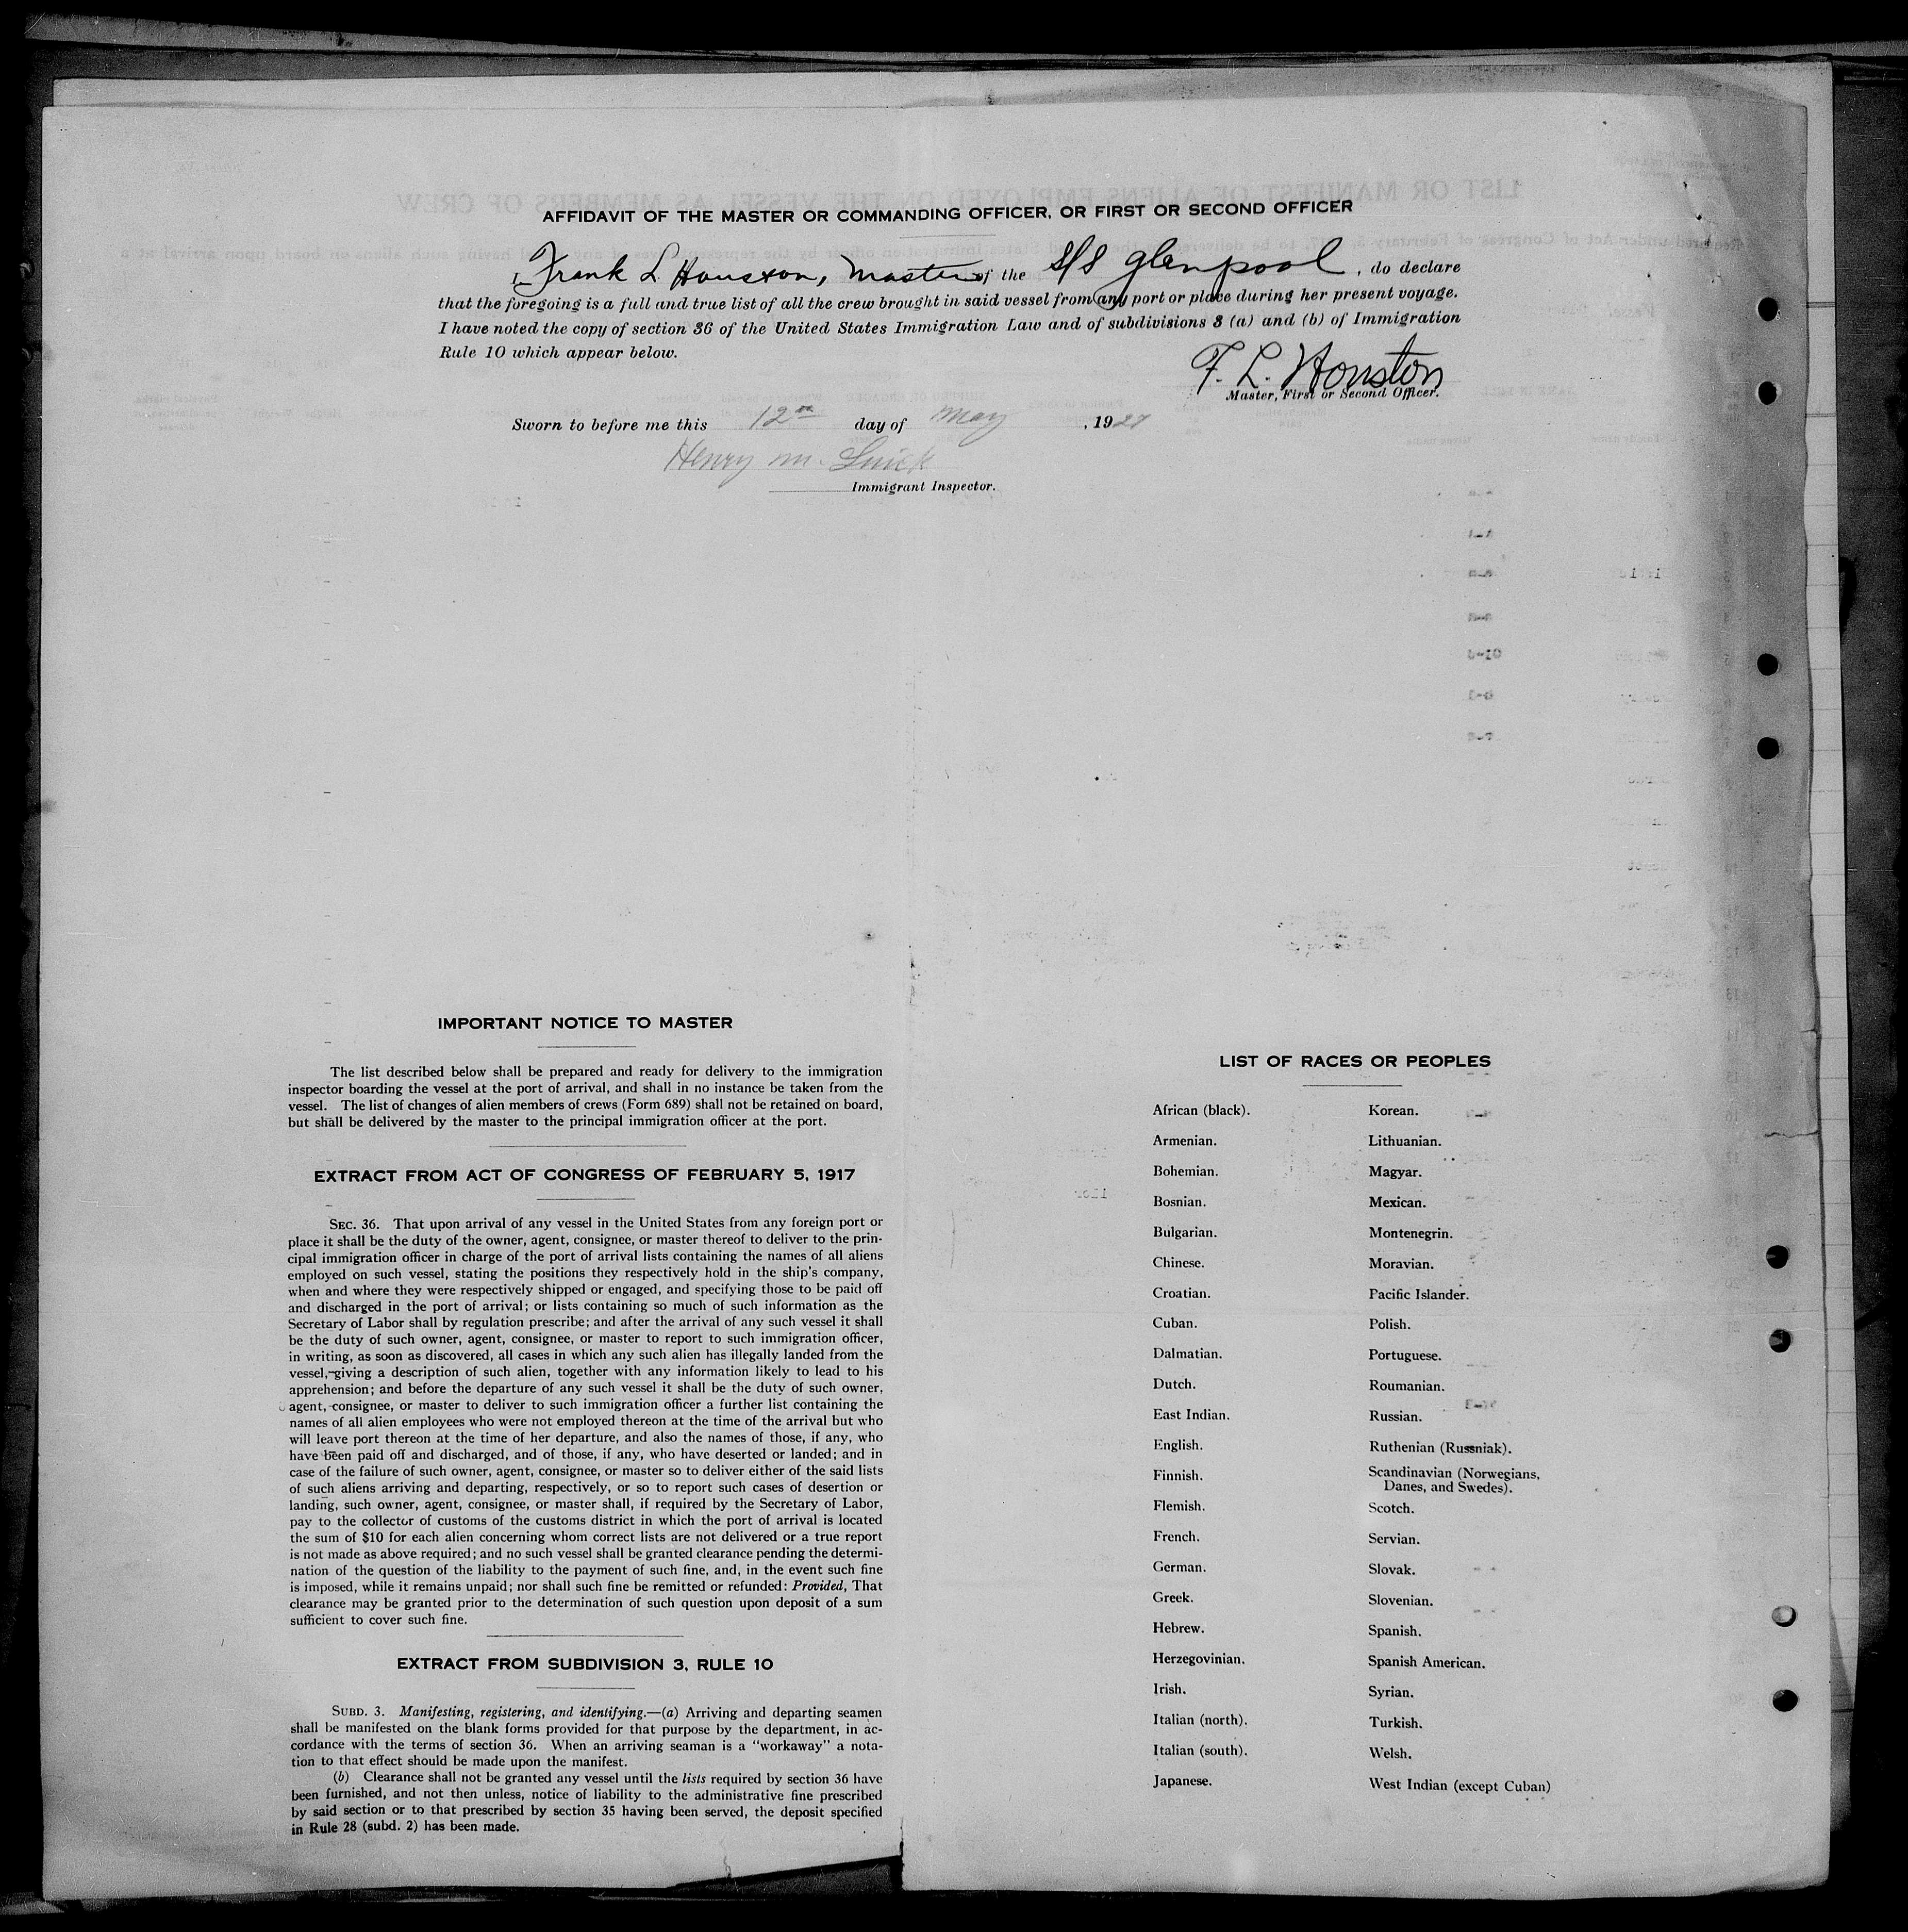 AFFIDAVIT OF THE MASTER OR COMMANDING OFFICER, OR FIRST OR SECOND OFFICER
I, Frank L Houston, Master of the S/S Glenpool, do declare
that the foregoing is a full and true list of all the crew brought in said vessel from any port or place during her present voyage.
I have noted the copy of section 36 of the United States Immigration Law and of subdivisions 3 (a) and (b) of Immigration
Rule 10 which appear below.
F. L. Houston
Master, First or Second Officer.
Sworn to before me this 12th day of May, 1927
Henry M.
Immigrant Inspector.
IMPORTANT NOTICE TO MASTER
The list described below shall be prepared and ready for delivery to the immigration
inspector boarding the vessel at the port of arrival, and shall in no instance be taken from the
vessel. The list of changes of alien members of crews (Form 689) shall not be retained on board,
but shall be delivered by the master to the principal immigration officer at the port.
EXTRACT FROM ACT OF CONGRESS OF FEBRUARY 5, 1917
SEC. 36. That upon arrival of any vessel in the United States from any foreign port or
place it shall be the duty of the owner, agent, consignee, or master thereof to deliver to the prin-
cipal immigration officer in charge of the port of arrival lists containing the names of all aliens
employed on such vessel, stating the positions they respectively hold in the ship's company,
when and where they were respectively shipped or engaged, and specifying those to be paid off
and discharged in the port of arrival; or lists containing so much of such information as the
Secretary of Labor shall by regulation prescribe; and after the arrival of any such vessel it shall
be the duty of such owner, agent, consignee, or master to report to such immigration officer,
in writing, as soon as discovered, all cases in which any such alien has illegally landed from the
vessel, giving a description of such alien, together with any information likely to lead to his
apprehension; and before the departure of any such vessel it shall be the duty of such owner,
agent, consignee, or master to deliver to such immigration officer a further list containing the
names of all alien employees who were not employed thereon at the time of the arrival but who
will leave port thereon at the time of her departure, and also the names of those, if any, who
have been paid off and discharged, and of those, if any, who have deserted or landed; and in
case of the failure of such owner, agent, consignee, or master so to deliver either of the said lists
of such aliens arriving and departing, respectively, or so to report such cases of desertion or
landing, such owner, agent, consignee, or master shall, if required by the Secretary of Labor,
pay to the collector of customs of the customs district in which the port of arrival is located
the sum of $10 for each alien concerning whom correct lists are not delivered or a true report
is not made as above required; and no such vessel shall be granted clearance pending the determi-
nation of the question of the liability to the payment of such fine, and, in the event such fine
is imposed, while it remains unpaid; nor shall such fine be remitted or refunded: Provided, That
clearance may be granted prior to the determination of such question upon deposit of a sum
sufficient to cover such fine.
EXTRACT FROM SUBDIVISION 3, RULE 10
SUBD. 3. Manifesting, registering, and identifying.—(a) Arriving and departing seamen
shall be manifested on the blank forms provided for that purpose by the department, in ac-
cordance with the terms of section 36. When an arriving seaman is a "workaway" a nota-
tion to that effect should be made upon the manifest.
(b) Clearance shall not be granted any vessel until the lists required by section 36 have
been furnished, and not then unless, notice of liability to the administrative fine prescribed
by said section or to that prescribed by section 35 having been served, the deposit specified
in Rule 28 (subd. 2) has been made.
LIST OF RACES OR PEOPLES
African (black).
Armenian.
Bohemian.
Bosnian.
Bulgarian.
Chinese.
Croatian.
Cuban.
Dalmatian.
Dutch.
East Indian.
English.
Finnish.
Flemish.
French.
German.
Greek.
Hebrew.
Herzegovinian.
Irish.
Italian (north).
Italian (south).
Japanese.
Korean.
Lithuanian.
Magyar.
Mexican.
Montenegrin.
Moravian.
Pacific Islander.
Polish.
Portuguese.
Roumanian.
Russian.
Ruthenian (Russniak).
Scandinavian (Norwegians,
Danes, and Swedes).
Scotch.
Servian.
Slovak.
Slovenian.
Spanish.
Spanish American.
Syrian.
Turkish.
Welsh.
West Indian (except Cuban)